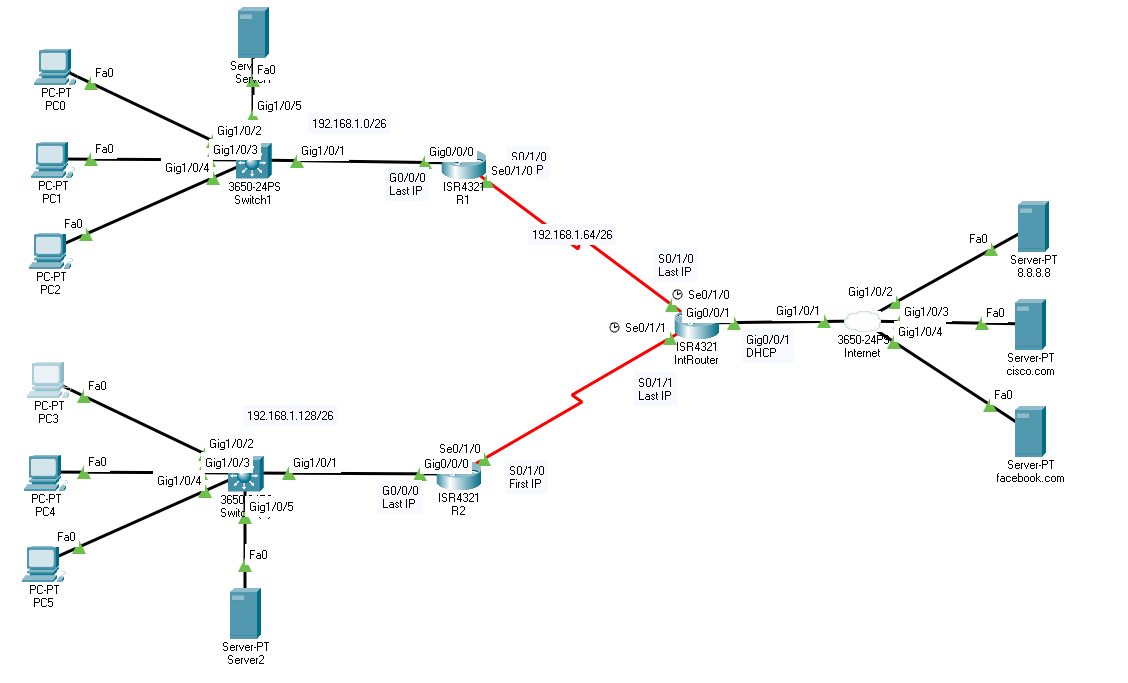 Fa0
PC-PT
PC0
Fa0
Gig1/0/5
Gig1/0/2
192.168.1.0/26
Fa0
Gig1/0/3
Gig1/0/1
Gig0/0/0
S0/1/0
Se0/1/0
PC-PT
PC1
Gig1/0/4
3650-24PS
Switch1
G0/0/0
Last IP
ISR4321
R1
Fa0
PC-PT
PC2
192.168.1.64/26
S0/1/0
Last IP
Se0/1/0
Gig0/0/1
Se0/1/1
ISR4321
IntRouter
Gig0/0/1
DHCP
Gig1/0/1
3650-24PS
Internet
Gig1/0/2
Fa0
Server-PT
8.8.8.8
Gig1/0/3
Fa0
Gig1/0/4
Server-PT
cisco.com
Fa0
Server-PT
facebook.com
S0/1/1
Last IP
Fa0
PC-PT
PC3
192.168.1.128/26
Gig1/0/2
Fa0
Gig1/0/3
Gig1/0/1
Gig0/0/0
Se0/1/0
S0/1/0
First IP
PC-PT
PC4
Gig1/0/4
3650
Gig1/0/5
G0/0/0
Last IP
ISR4321
R2
Fa0
PC-PT
PC5
Fa0
Server-PT
Server2